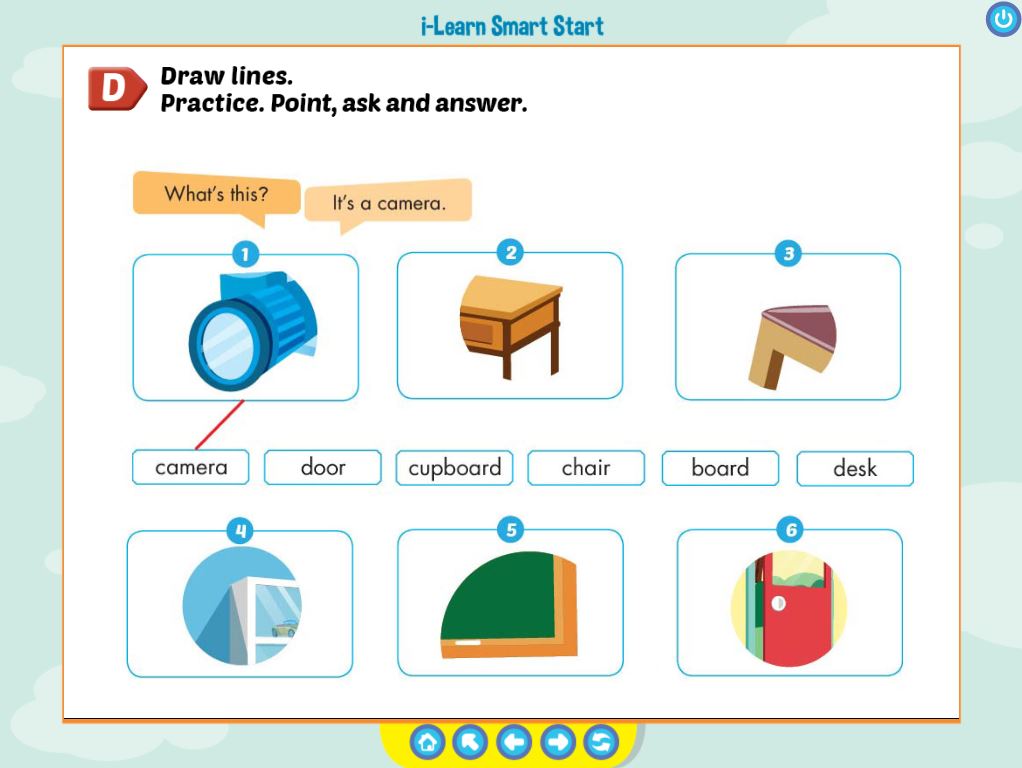 i-Learn Smart Start
D
Draw lines.
Practice. Point, ask and answer.
What's this?
It's a camera.
1
2
3
camera
door
cupboard
chair
board
desk
4
5
6